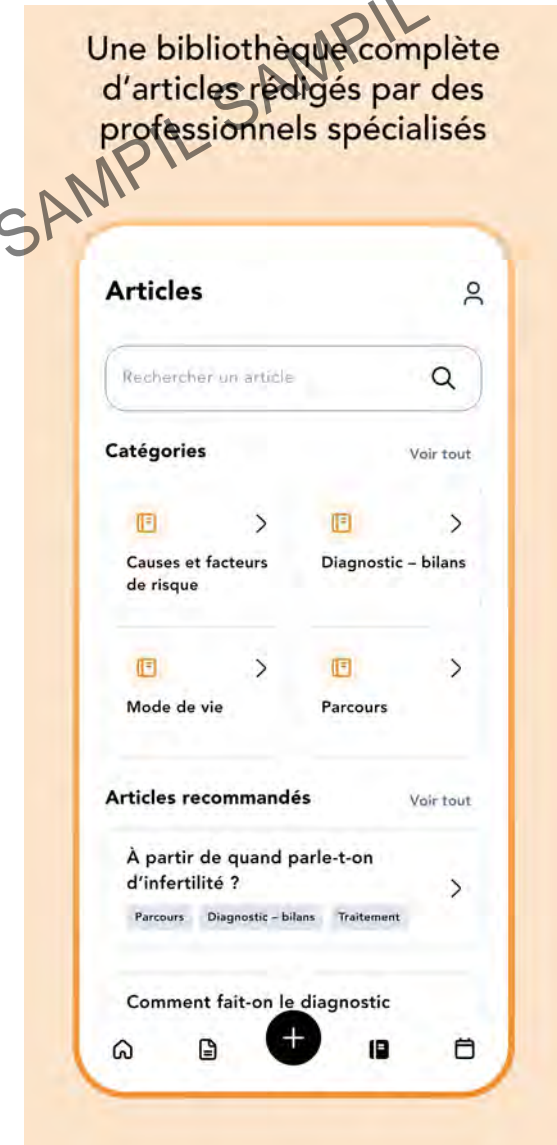 Une bibliothèque complète
d'articles rédigés par des
professionnels spécialisés
SAMPIL SAMPIL
Articles
Rechercher un article
Catégories
Voir tout
Causes et facteurs
de risque
Diagnostic – bilans
Mode de vie
Parcours
Articles recommandés
Voir tout
À partir de quand parle-t-on
d'infertilité ?
Parcours Diagnostic – bilans Traitement
Comment fait-on le diagnostic